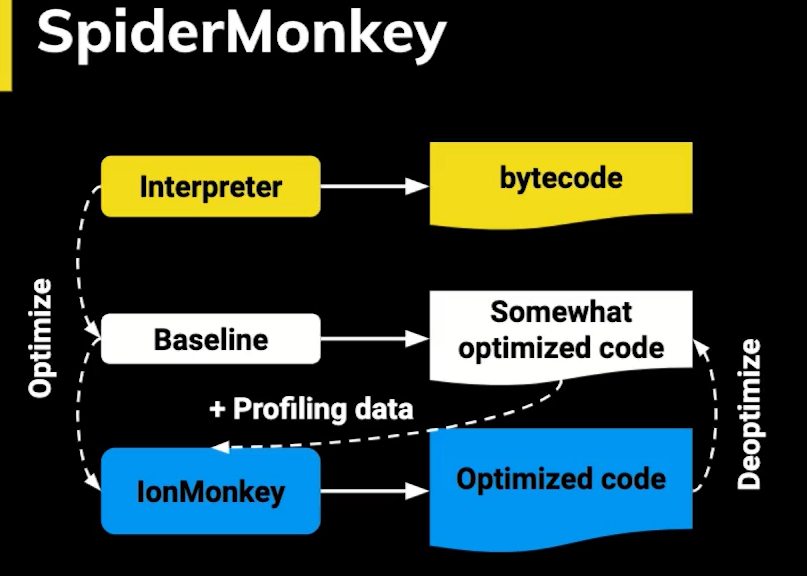 SpiderMonkey
Interpreter
bytecode
Optimize
Baseline
Somewhat
optimized code
+ Profiling data
Deoptimize
IonMonkey
Optimized code